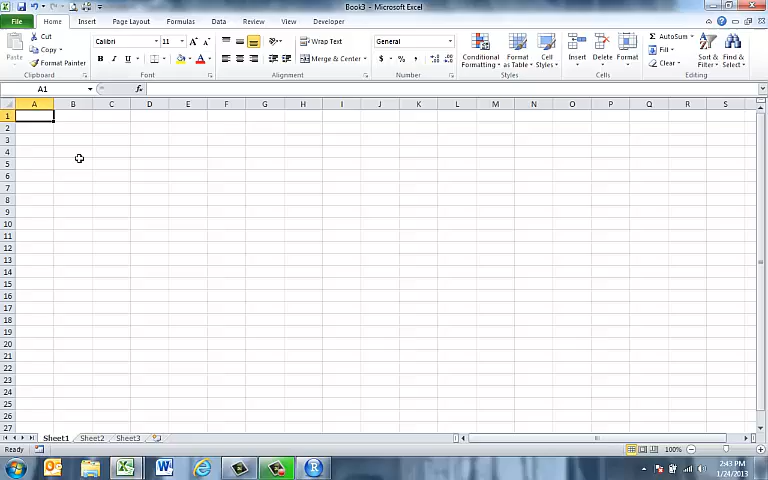 Book3 - Microsoft Excel
File Home Insert Page Layout Formulas Data Review View Developer
Cut
Calibri 11 Wrap Text General AutoSum
Paste Copy B I U Merge & Center $ % , Conditional Formatting Format as Table Cell Styles Insert Delete Format Fill Sort & Filter Find & Select
Format Painter Clear
Clipboard Font Alignment Number Styles Cells Editing
A1 fx
A B C D E F G H I J K L M N O P Q R S
1
2
3
4
5
6
7
8
9
10
11
12
13
14
15
16
17
18
19
20
21
22
23
24
25
26
27
Sheet1 Sheet2 Sheet3
Ready 100%
2:43 PM
1/24/2013